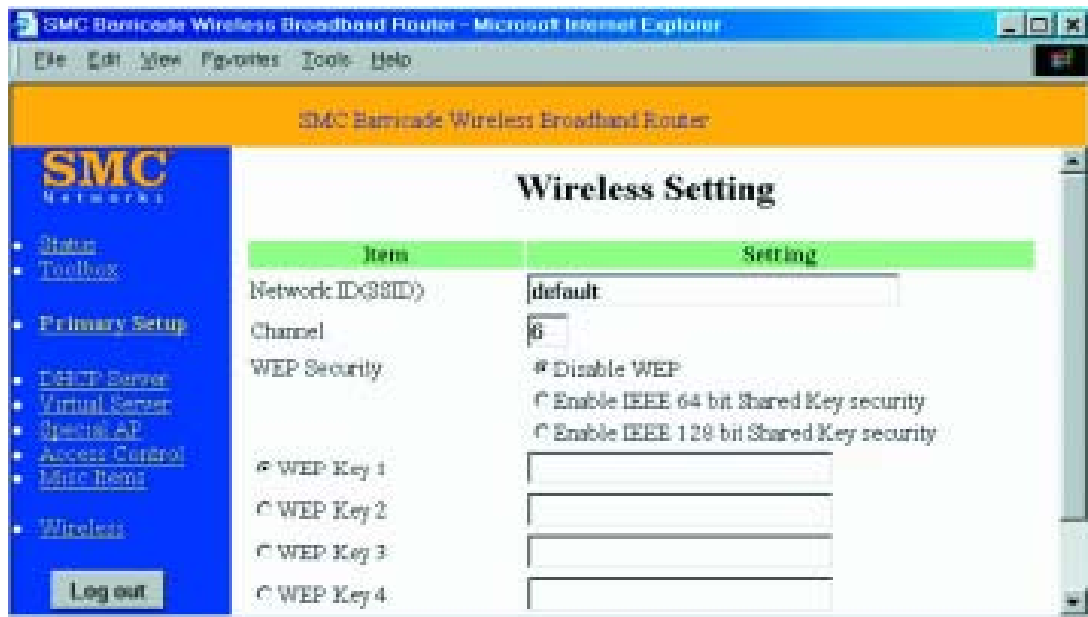 SMC Barricade Wireless Broadband Router - Microsoft Internet Explorer
File Edit View Favorites Tools Help
SMC Barricade Wireless Broadband Router
SMC
Networks
Status
Toolbox
Primary Setup
DHCP Server
Virtual Server
Special AP
Access Control
Misc Items
Wireless
Log out
Wireless Setting
Item Setting
Network ID(SSID) default
Channel 6
WEP Security Disable WEP
Enable IEEE 64 bit Shared Key security
Enable IEEE 128 bit Shared Key security
WEP Key 1
WEP Key 2
WEP Key 3
WEP Key 4